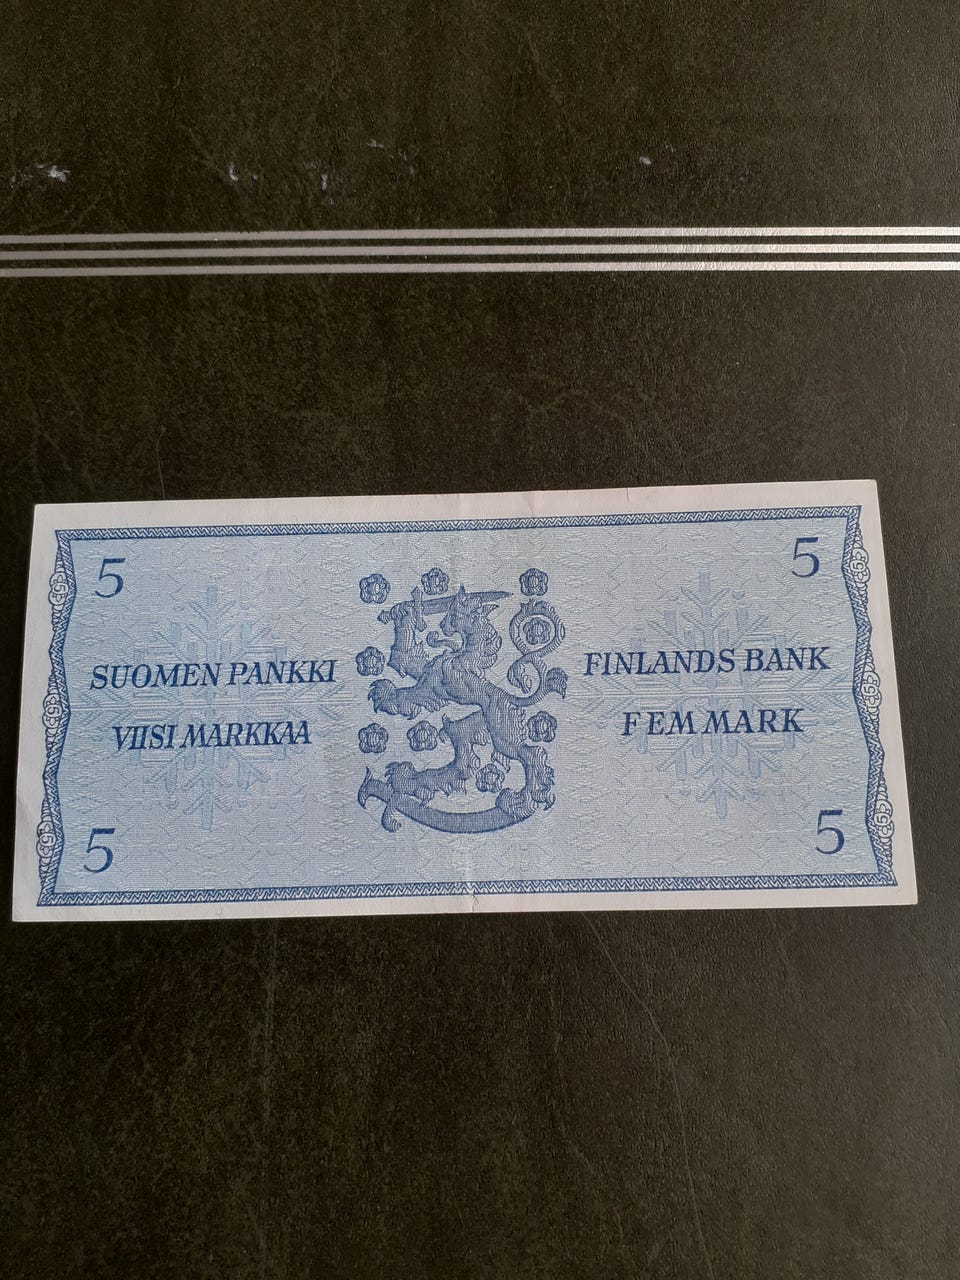 5 5
SUOMEN PANKKI FINLANDS BANK
VIISI MARKKAA FEM MARK
5 5